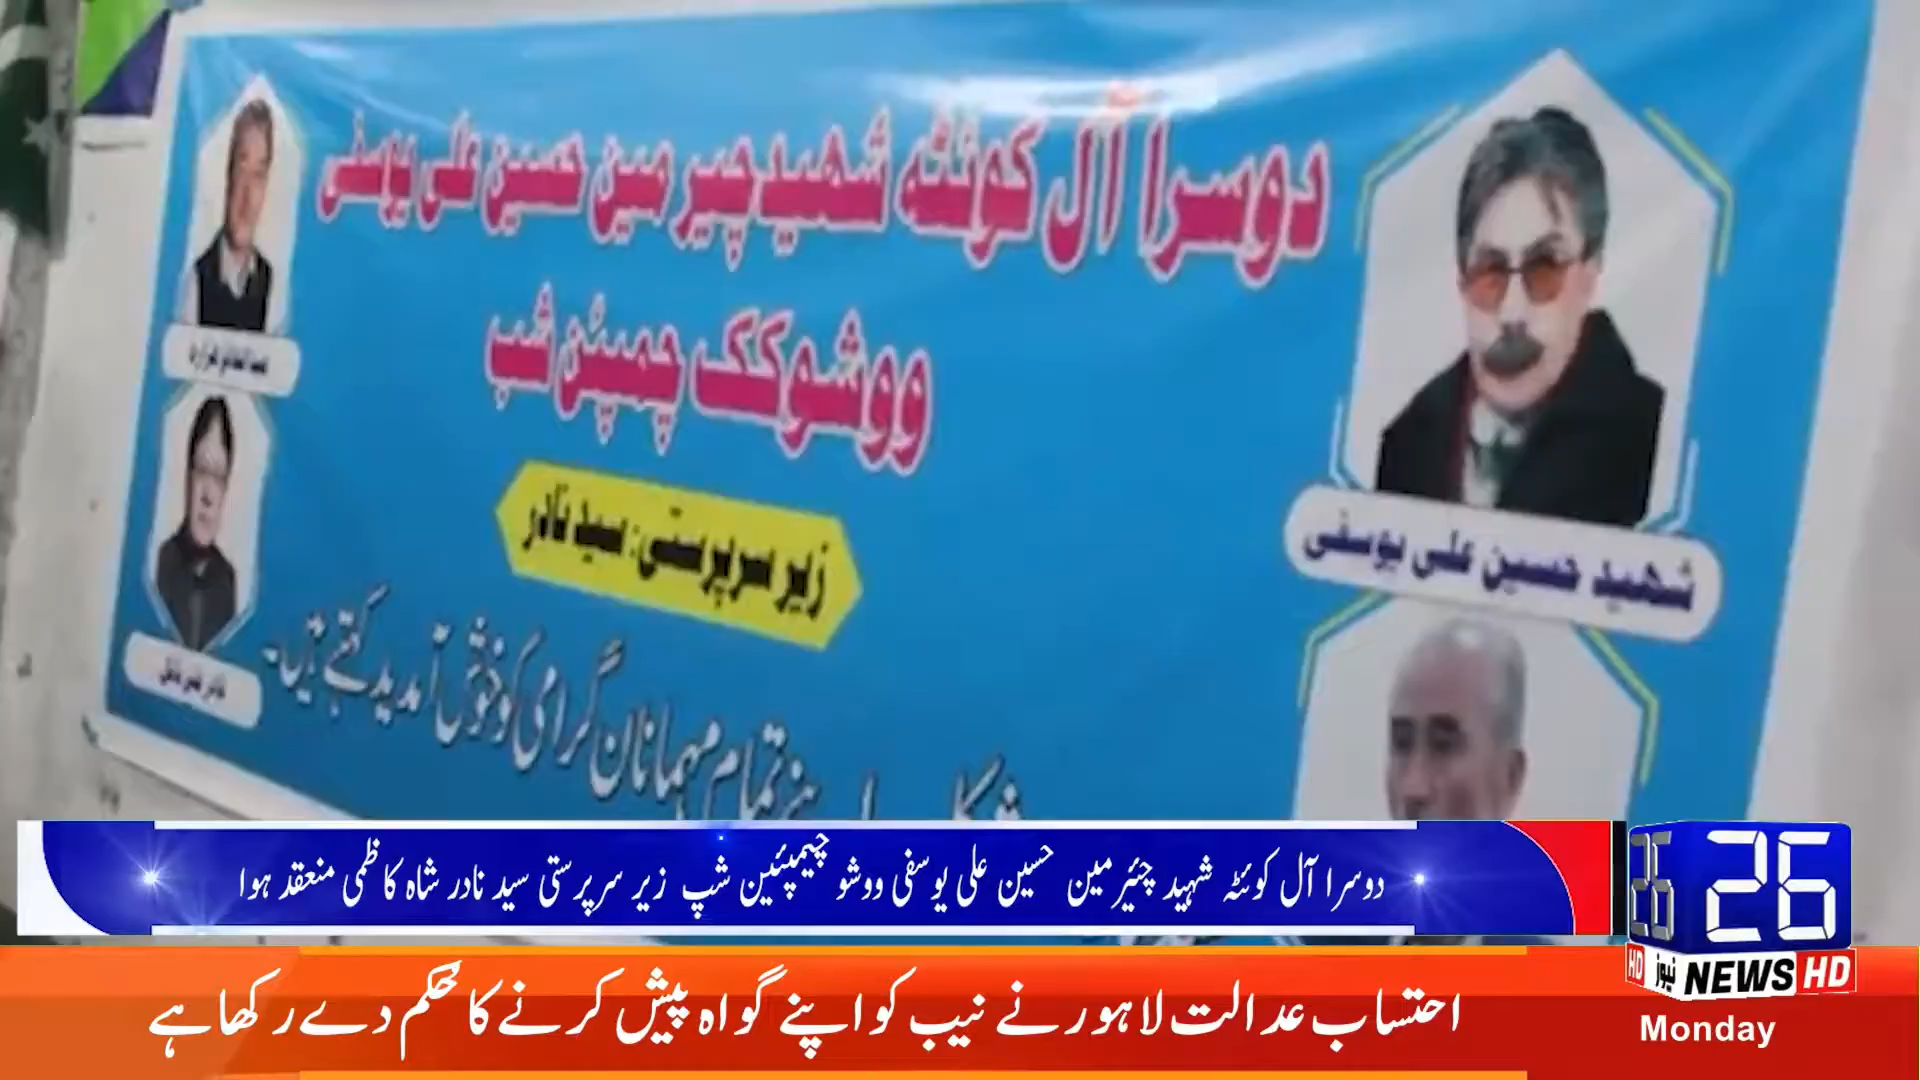 دوسرا آل کوئٹہ شہید چیرمین حسین علی یوسفی
ووشوکک چمپئن شپ
زیر سرپرستی: سید نادر
شہید حسین علی یوسفی
تمام مہمانان گرامی کو خوش آمدید کہتے ہیں۔
دوسرا آل کوئٹہ شہید چئیرمین حسین علی یوسفی ووشو چیمپئین شپ زیر سرپرستی سید نادر شاہ کاظمی منعقد ہوا
26
26
HD نیوز NEWS HD
احتساب عدالت لاہور نے نیب کو اپنے گواہ پیش کرنے کا حکم دے رکھا ہے
Monday